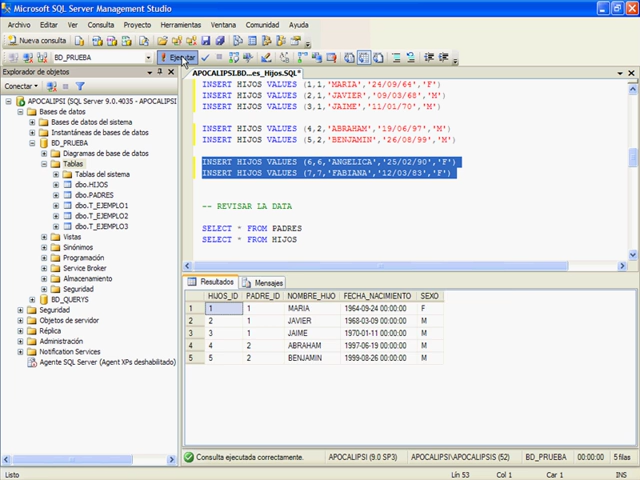 Microsoft SQL Server Management Studio
Archivo Editar Ver Consulta Proyecto Herramientas Ventana Comunidad Ayuda
Nueva consulta
BD_PRUEBA
Ejecutar
Explorador de objetos
Conectar
APOCALIPSI (SQL Server 9.0.4035 - APOCALIPSI
Bases de datos
Bases de datos del sistema
Instantáneas de bases de datos
BD_PRUEBA
Diagramas de base de datos
Tablas
Tablas del sistema
dbo.HIJOS
dbo.PADRES
dbo.T_EJEMPLO1
dbo.T_EJEMPLO2
dbo.T_EJEMPLO3
Vistas
Sinónimos
Programación
Service Broker
Almacenamiento
Seguridad
BD_QUERYS
Seguridad
Objetos de servidor
Réplica
Administración
Notification Services
Agente SQL Server (Agent XPs deshabilitado)
APOCALIPSI.BD...es_Hijos.SQL*
INSERT HIJOS VALUES (1,1,'MARIA','24/09/64','F')
INSERT HIJOS VALUES (2,1,'JAVIER','09/03/68','M')
INSERT HIJOS VALUES (3,1,'JAIME','11/01/70','M')
INSERT HIJOS VALUES (4,2,'ABRAHAM','19/06/97','M')
INSERT HIJOS VALUES (5,2,'BENJAMIN','26/08/99','M')
INSERT HIJOS VALUES (6,6,'ANGELICA','25/02/90','F')
INSERT HIJOS VALUES (7,7,'FABIANA','12/03/83','F')
-- REVISAR LA DATA
SELECT * FROM PADRES
SELECT * FROM HIJOS
Resultados Mensajes
HIJOS_ID PADRE_ID NOMBRE_HIJO FECHA_NACIMIENTO SEXO
1 1 1 MARIA 1964-09-24 00:00:00 F
2 2 1 JAVIER 1968-03-09 00:00:00 M
3 3 1 JAIME 1970-01-11 00:00:00 M
4 4 2 ABRAHAM 1997-06-19 00:00:00 M
5 5 2 BENJAMIN 1999-08-26 00:00:00 M
Consulta ejecutada correctamente. APOCALIPSI (9.0 SP3) APOCALIPSI\APOCALIPSIS (52) BD_PRUEBA 00:00:00 5 filas
Listo Lín 53 Col 1 Car 1 INS